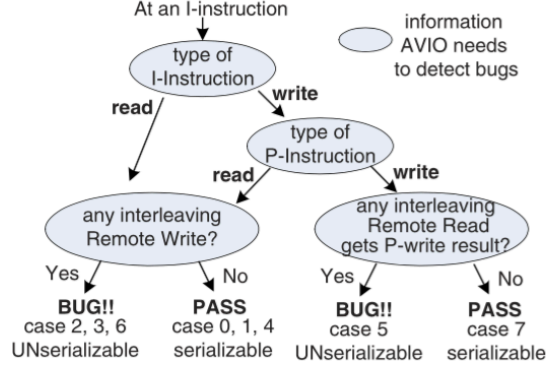 At an I-instruction
information
AVIO needs
to detect bugs
type of
I-Instruction
read
write
type of
P-Instruction
read
write
any interleaving
Remote Write?
any interleaving
Remote Read
gets P-write result?
Yes
No
Yes
No
BUG!!
case 2, 3, 6
UNserializable
PASS
case 0, 1, 4
serializable
BUG!!
case 5
UNserializable
PASS
case 7
serializable